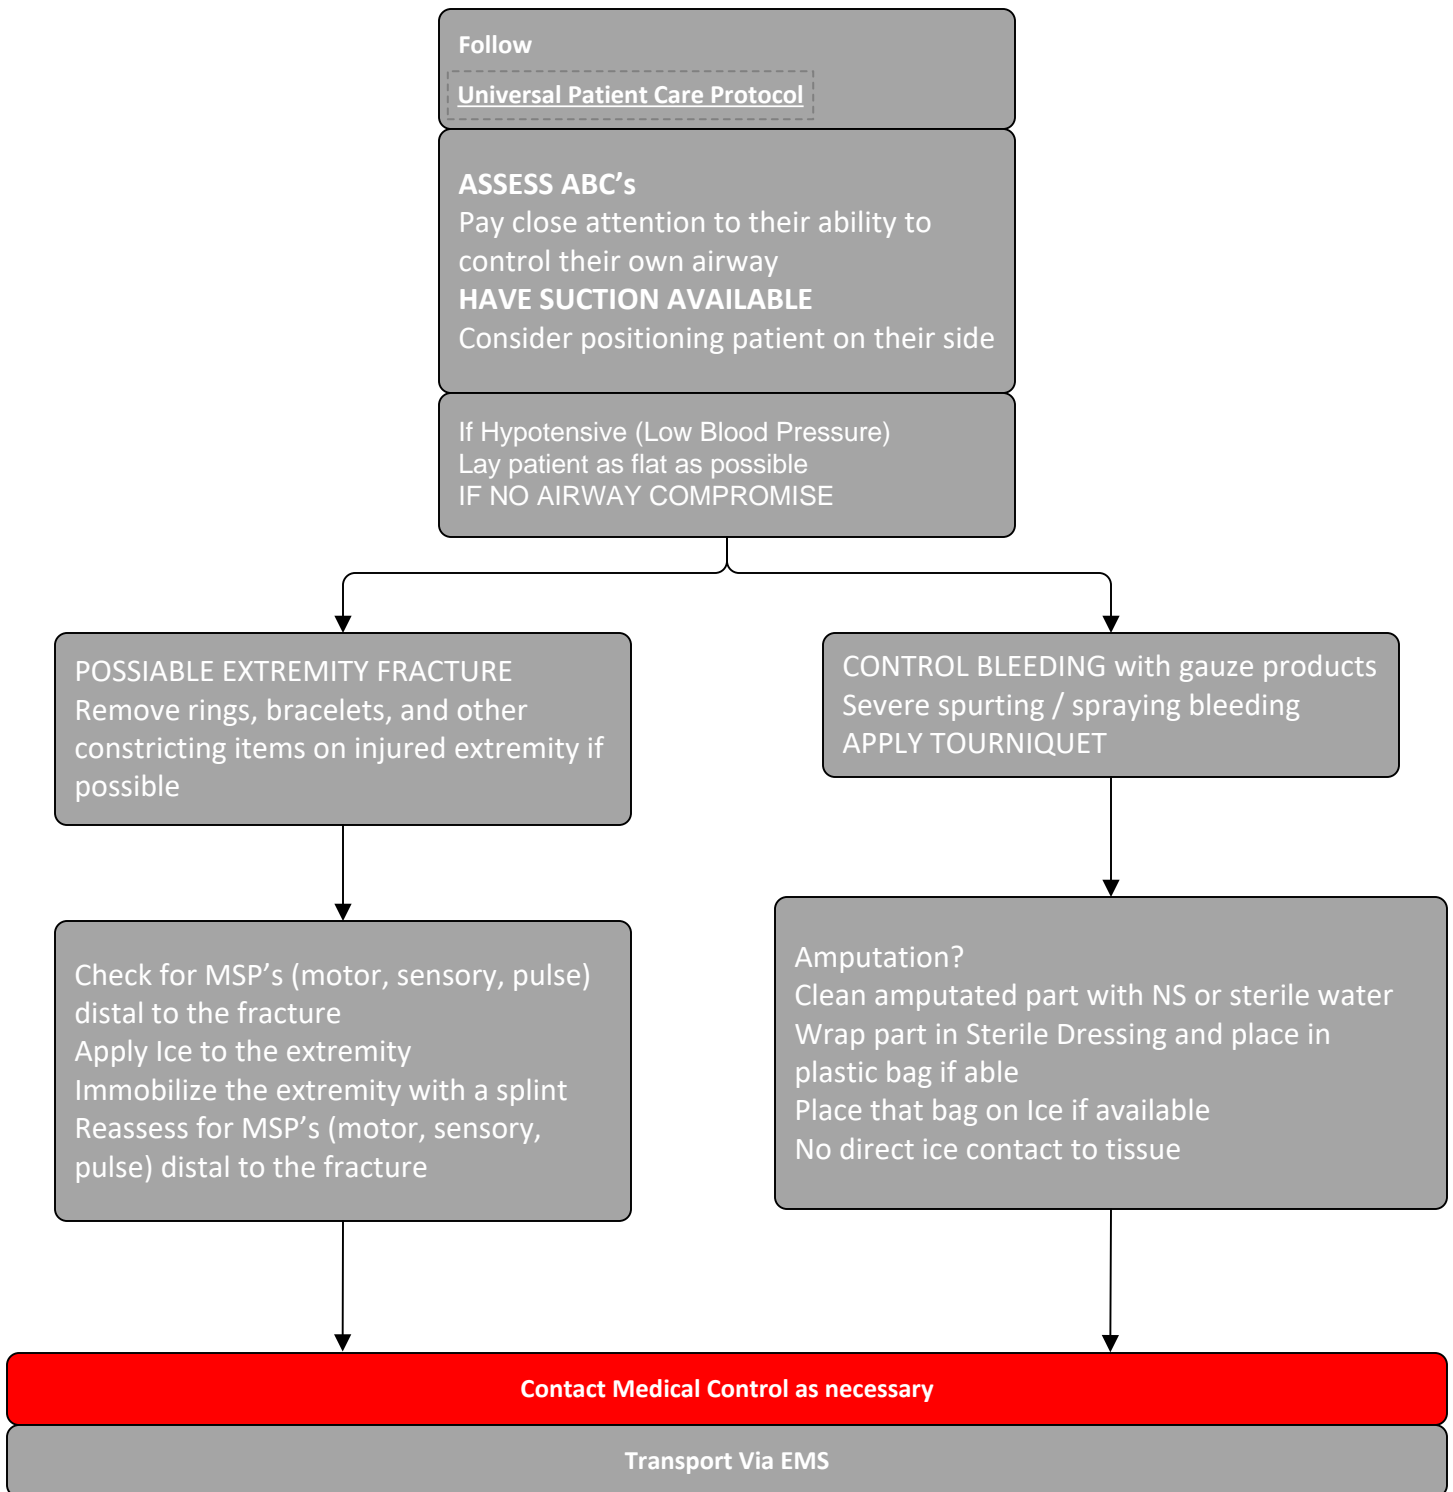 Follow
Universal Patient Care Protocol
ASSESS ABC’s
Pay close attention to their ability to
control their own airway
HAVE SUCTION AVAILABLE
Consider positioning patient on their side
If Hypotensive (Low Blood Pressure)
Lay patient as flat as possible
IF NO AIRWAY COMPROMISE
POSSIABLE EXTREMITY FRACTURE
Remove rings, bracelets, and other
constricting items on injured extremity if
possible
CONTROL BLEEDING with gauze products
Severe spurting / spraying bleeding
APPLY TOURNIQUET
Check for MSP’s (motor, sensory, pulse)
distal to the fracture
Apply Ice to the extremity
Immobilize the extremity with a splint
Reassess for MSP’s (motor, sensory,
pulse) distal to the fracture
Amputation?
Clean amputated part with NS or sterile water
Wrap part in Sterile Dressing and place in
plastic bag if able
Place that bag on Ice if available
No direct ice contact to tissue
Contact Medical Control as necessary
Transport Via EMS